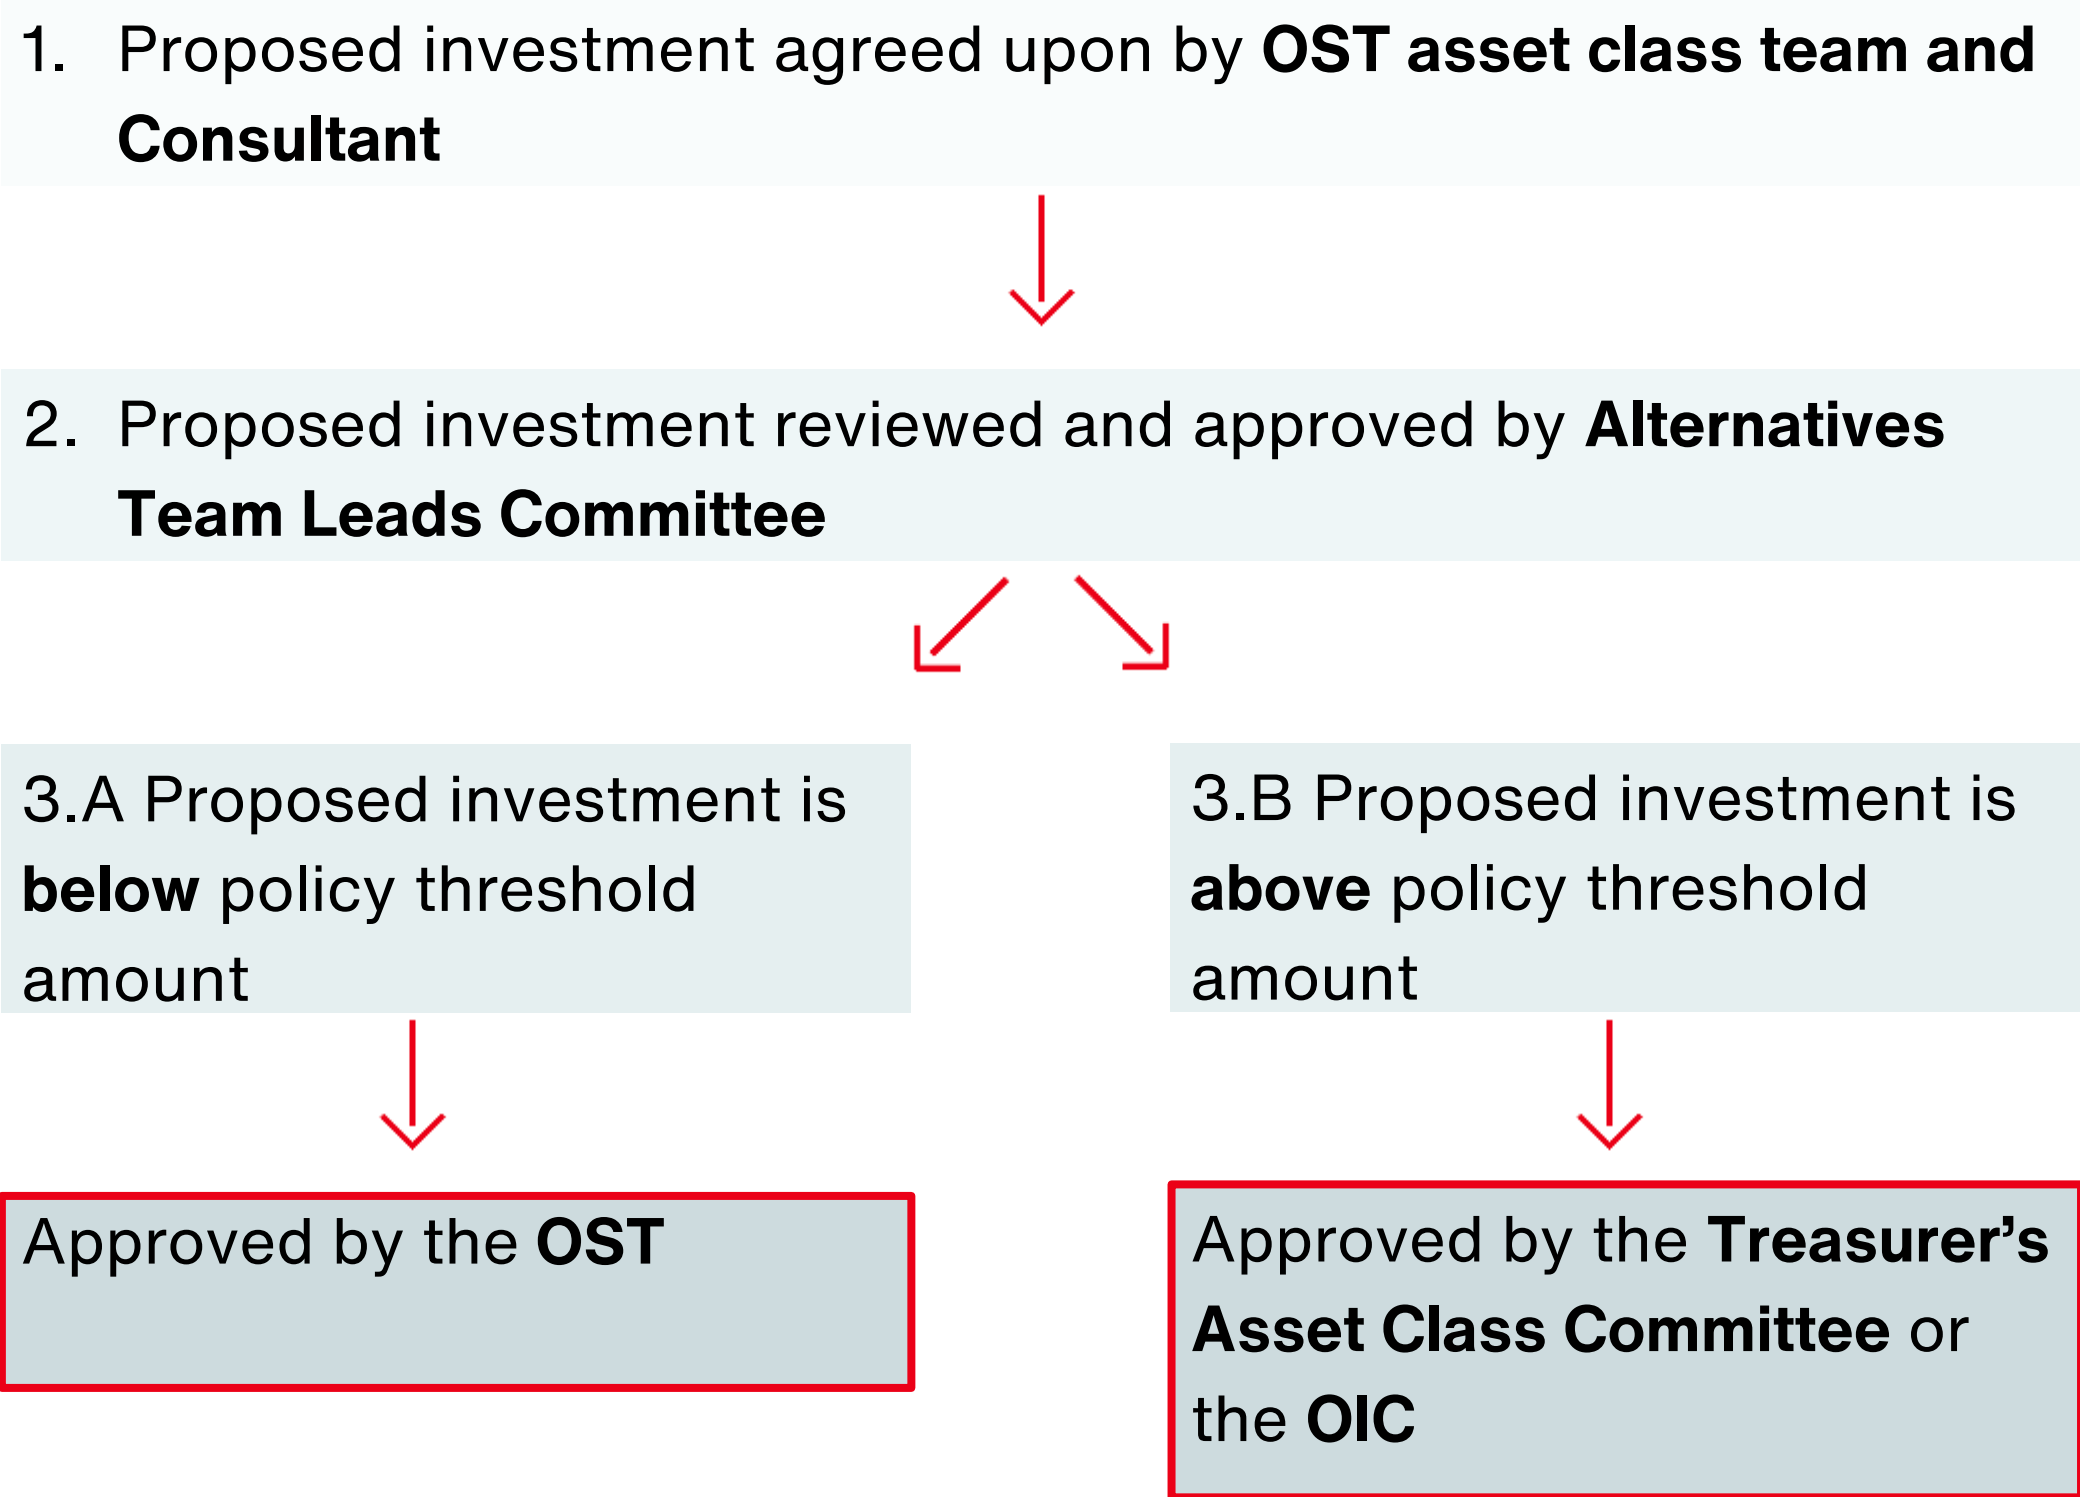 1. Proposed investment agreed upon by OST asset class team and
Consultant
2. Proposed investment reviewed and approved by Alternatives
Team Leads Committee
3.A Proposed investment is
below policy threshold
amount
3.B Proposed investment is
above policy threshold
amount
Approved by the OST
Approved by the Treasurer’s
Asset Class Committee or
the OIC